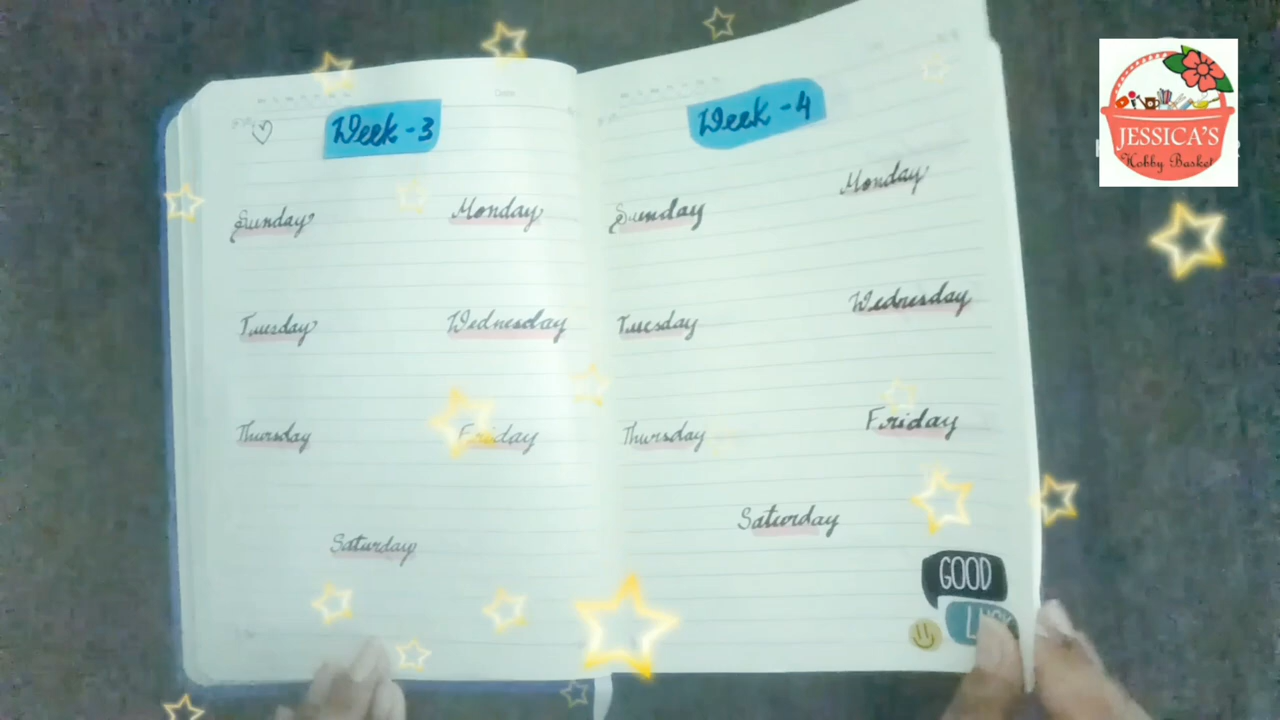 Week - 3
Sunday
Monday
Tuesday
Wednesday
Thursday
Friday
Saturday
Week - 4
Sunday
Monday
Tuesday
Wednesday
Thursday
Friday
Saturday
GOOD
JESSICA'S
Hobby Basket